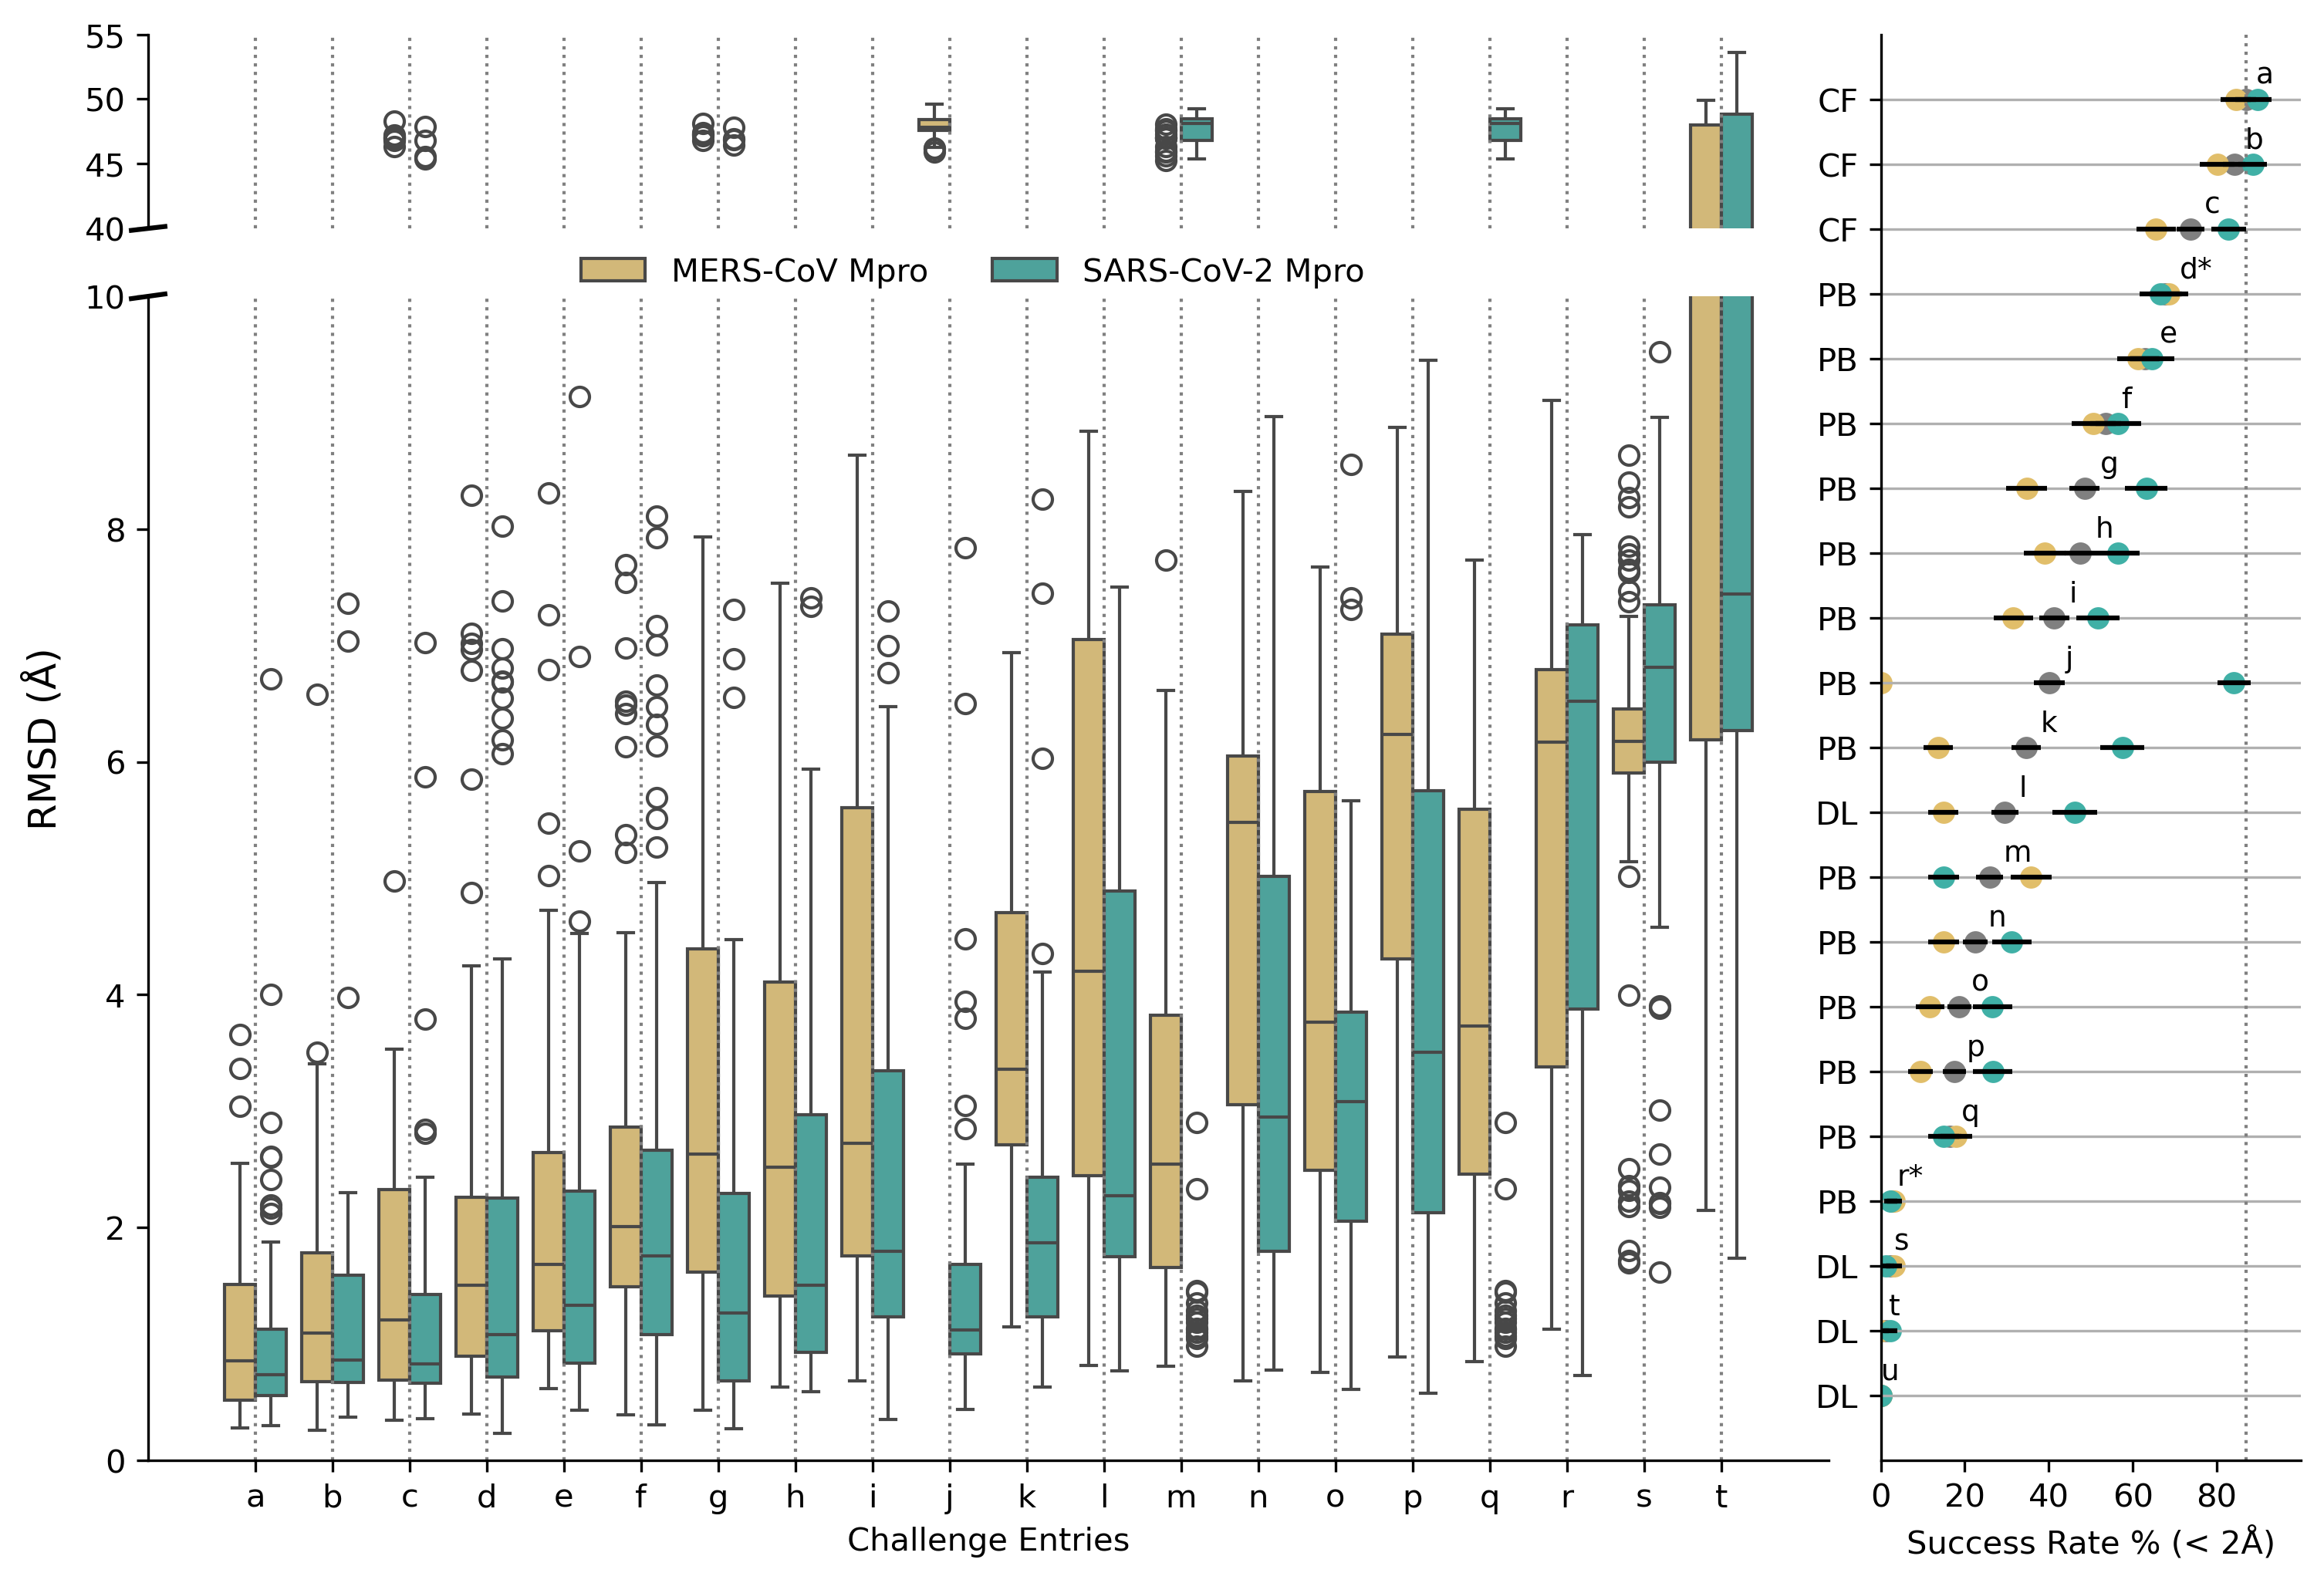 55
50
45
40
10
8
6
4
2
0
RMSD (Å)
MERS-CoV Mpro SARS-CoV-2 Mpro
a b c d e f g h i j k l m n o p q r s t
Challenge Entries
CF a
CF b
CF c
PB d*
PB e
PB f
PB g
PB h
PB i
PB j
PB k
DL l
PB m
PB n
PB o
PB p
PB q
PB r*
DL s
DL t
DL u
0 20 40 60 80
Success Rate % (< 2Å)